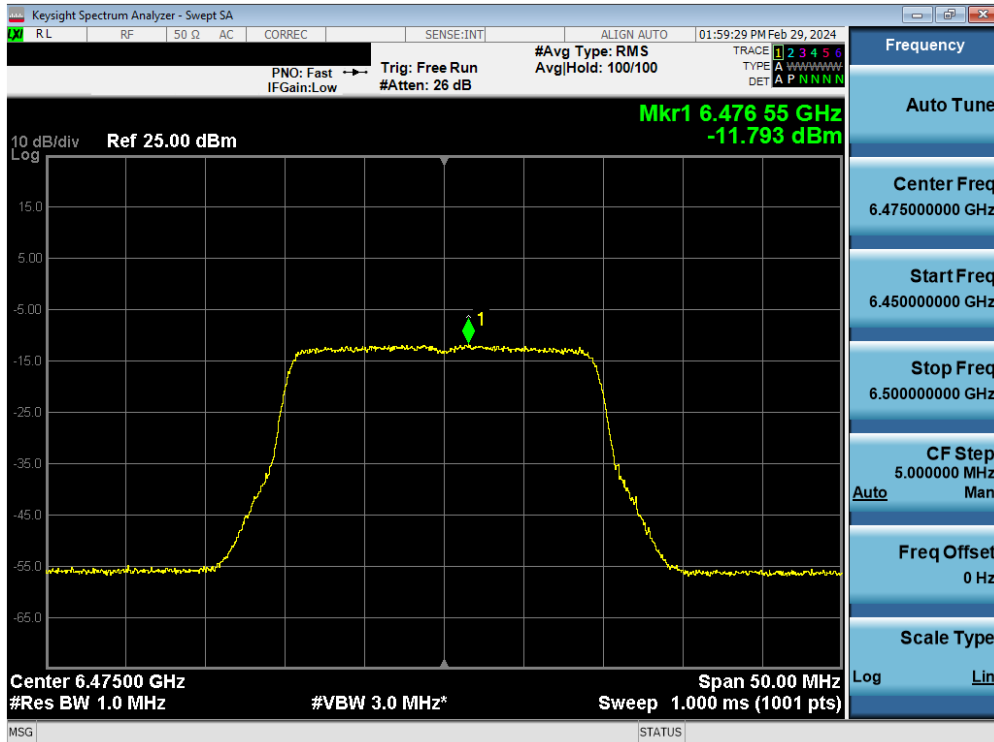 Keysight Spectrum Analyzer - Swept SA
LXI RL RF 50 Ω AC CORREC SENSE:INT ALIGN AUTO 01:59:29 PM Feb 29, 2024
PNO: Fast
IFGain:Low
Trig: Free Run
#Atten: 26 dB
#Avg Type: RMS
Avg|Hold: 100/100
TRACE 1 2 3 4 5 6
TYPE A WWWWW
DET A P N N N N
Mkr1 6.476 55 GHz
-11.793 dBm
10 dB/div Ref 25.00 dBm
Log
15.0
5.00
-5.00
-15.0
-25.0
-35.0
-45.0
-55.0
-65.0
1
Center 6.47500 GHz Span 50.00 MHz
#Res BW 1.0 MHz #VBW 3.0 MHz* Sweep 1.000 ms (1001 pts)
MSG STATUS
Frequency
Auto Tune
Center Freq
6.475000000 GHz
Start Freq
6.450000000 GHz
Stop Freq
6.500000000 GHz
CF Step
5.000000 MHz
Auto Man
Freq Offset
0 Hz
Scale Type
Log Lin